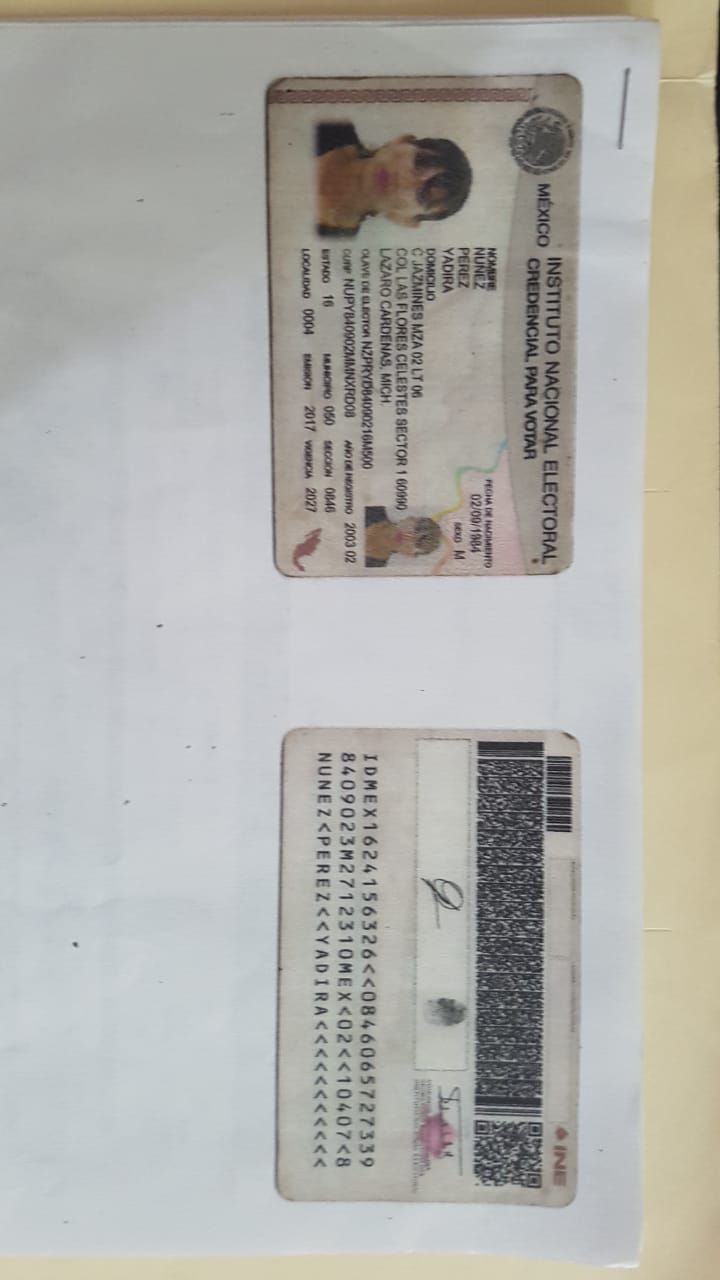 MÉXICO INSTITUTO NACIONAL ELECTORAL
CREDENCIAL PARA VOTAR
NOMBRE
NUÑEZ
PEREZ
YADIRA
FECHA DE NACIMIENTO
02/09/1984
SEXO M
DOMICILIO
C JAZMINES MZA 02 LT 06
COL LAS FLORES CELESTES SECTOR 1 60990
LAZARO CARDENAS, MICH.
CLAVE DE ELECTOR NZPRYD84090216M500
CURP NUPY840902MMNXRD08 AÑO DE REGISTRO 2003 02
ESTADO 16 MUNICIPIO 050 SECCIÓN 0846
LOCALIDAD 0004 EMISIÓN 2017 VIGENCIA 2027
INE
IDMEX1624156326<<0846065727339
8409023M2712310MEX<02<<10407<8
NUNEZ<PEREZ<<YADIRA<<<<<<<<<<<